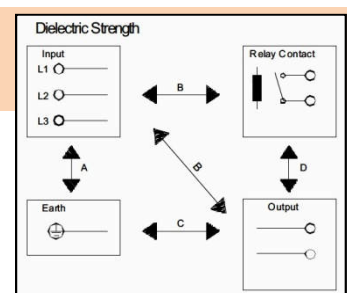 Dielectric Strength
Input
L1
L2
L3
Relay Contact
B
B
A
D
Earth
C
Output